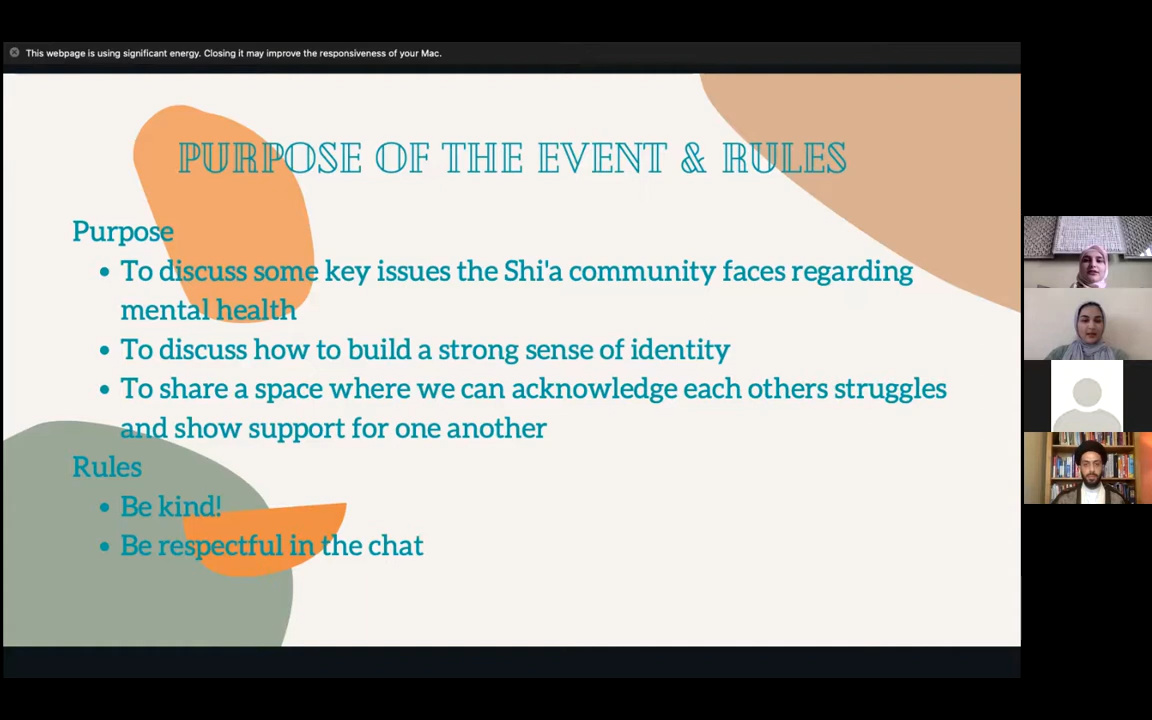 This webpage is using significant energy. Closing it may improve the responsiveness of your Mac.
PURPOSE OF THE EVENT & RULES
Purpose
• To discuss some key issues the Shi'a community faces regarding
mental health
• To discuss how to build a strong sense of identity
• To share a space where we can acknowledge each others struggles
and show support for one another
Rules
• Be kind!
• Be respectful in the chat